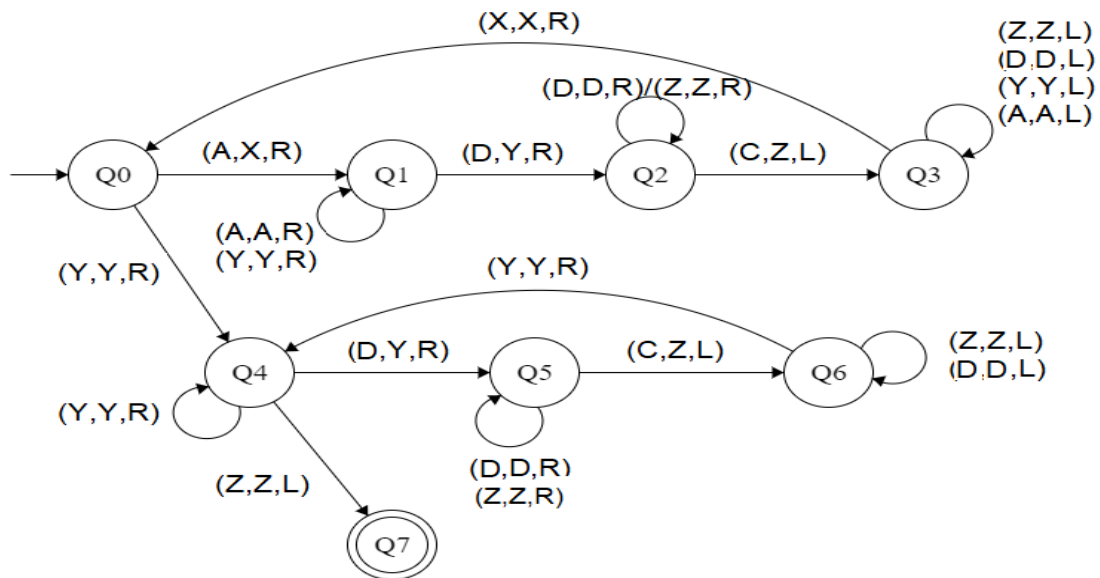 (X,X,R)
(Z,Z,L)
(D,D,L)
(Y,Y,L)
(A,A,L)
(D,D,R)/(Z,Z,R)
Q0
(A,X,R)
Q1
(D,Y,R)
Q2
(C,Z,L)
Q3
(A,A,R)
(Y,Y,R)
(Y,Y,R)
(Y,Y,R)
Q4
(D,Y,R)
Q5
(C,Z,L)
Q6
(Z,Z,L)
(D,D,L)
(Y,Y,R)
(Z,Z,L)
(D,D,R)
(Z,Z,R)
Q7